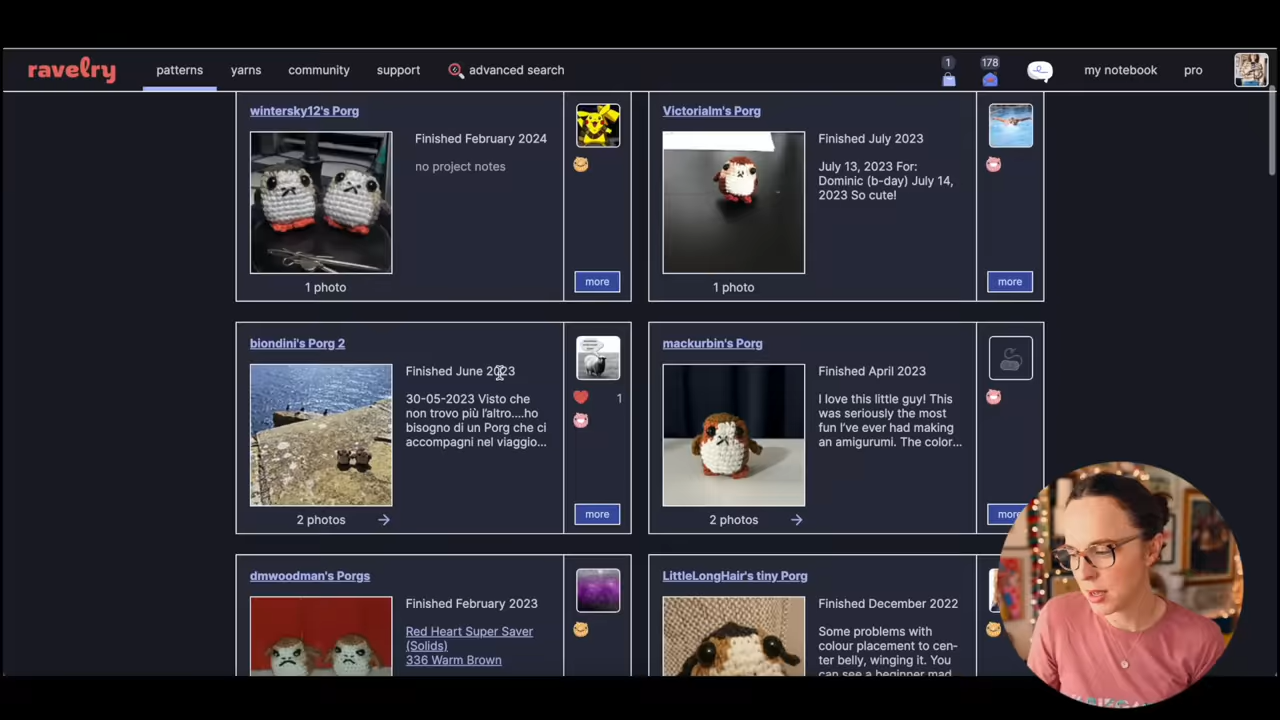 ravelry
patterns
yarns
community
support
advanced search
1
178
my notebook
pro
wintersky12's Porg
Finished February 2024
no project notes
1 photo
more
Victorialm's Porg
Finished July 2023
July 13, 2023 For:
Dominic (b-day) July 14,
2023 So cute!
1 photo
more
biondini's Porg 2
Finished June 2023
30-05-2023 Visto che
non trovo più l'altro....ho
bisogno di un Porg che ci
accompagni nel viaggio...
1
2 photos
more
mackurbin's Porg
Finished April 2023
I love this little guy! This
was seriously the most
fun I've ever had making
an amigurumi. The color...
2 photos
more
dmwoodman's Porgs
Finished February 2023
Red Heart Super Saver
(Solids)
336 Warm Brown
LittleLongHair's tiny Porg
Finished December 2022
Some problems with
colour placement to cen-
ter belly, winging it. You
can see a beginner mad